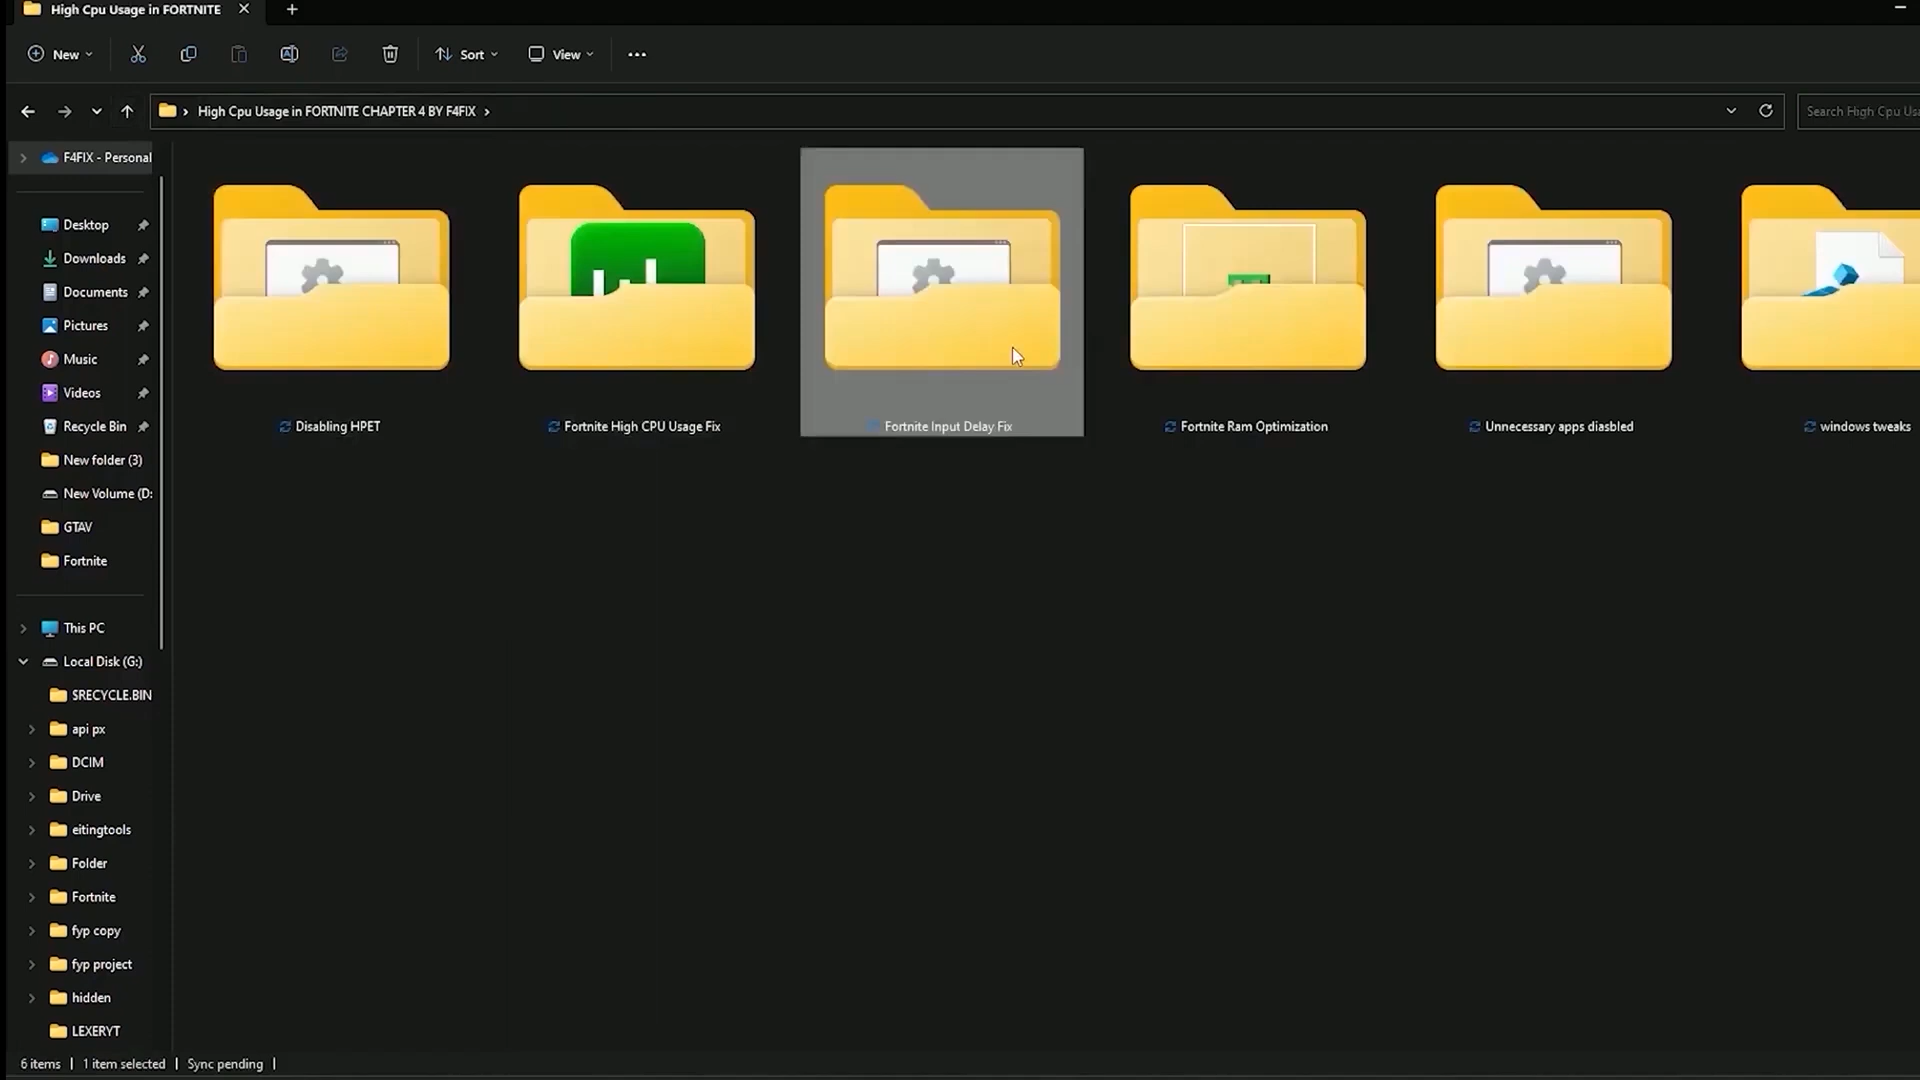 High Cpu Usage in FORTNITE
New
Sort
View
High Cpu Usage in FORTNITE CHAPTER 4 BY F4FIX
Search High Cpu Usa
F4FIX - Personal
Desktop
Downloads
Documents
Pictures
Music
Videos
Recycle Bin
New folder (3)
New Volume (D:
GTAV
Fortnite
This PC
Local Disk (G:)
$RECYCLE.BIN
api px
DCIM
Drive
eitingtools
Folder
Fortnite
fyp copy
fyp project
hidden
LEXERYT
Disabling HPET
Fortnite High CPU Usage Fix
Fortnite Input Delay Fix
Fortnite Ram Optimization
Unnecessary apps diasbled
windows tweaks
6 items
1 item selected
Sync pending